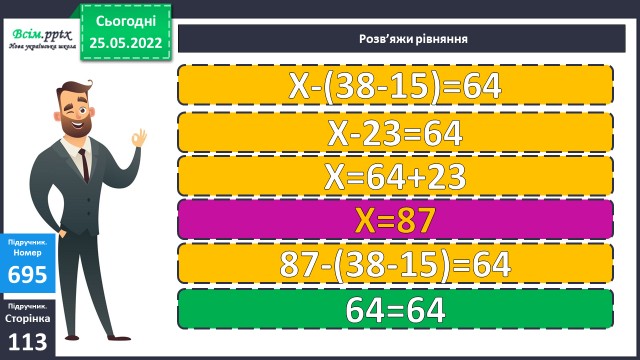 Всім.pptx
Нова українська школа
Сьогодні
25.05.2022
Розв’яжи рівняння
Х-(38-15)=64
Х-23=64
Х=64+23
Х=87
87-(38-15)=64
64=64
Підручник.
Номер
695
Підручник.
Сторінка
113